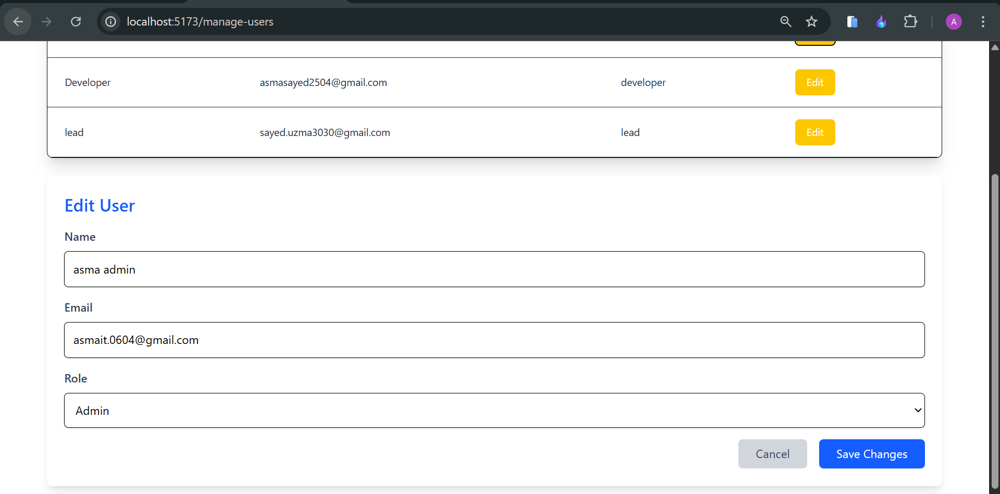 localhost:5173/manage-users
A
Developer asmasayed2504@gmail.com developer Edit
lead sayed.uzma3030@gmail.com lead Edit
Edit User
Name
asma admin
Email
asmait.0604@gmail.com
Role
Admin
Cancel Save Changes